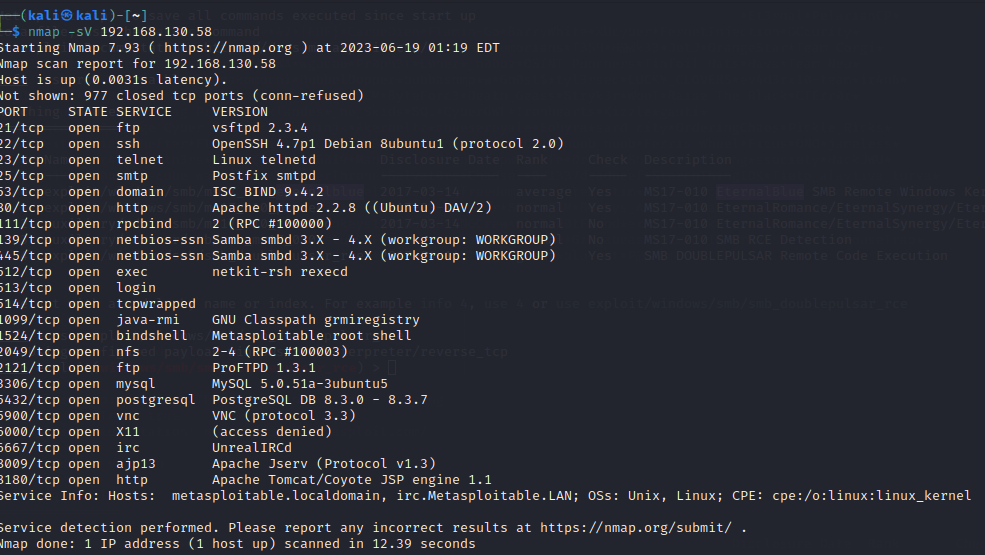 (kali㉿kali)-[~]
$ nmap -sV 192.168.130.58
Starting Nmap 7.93 ( https://nmap.org ) at 2023-06-19 01:19 EDT
Nmap scan report for 192.168.130.58
Host is up (0.0031s latency).
Not shown: 977 closed tcp ports (conn-refused)
PORT STATE SERVICE VERSION
21/tcp open ftp vsftpd 2.3.4
22/tcp open ssh OpenSSH 4.7p1 Debian 8ubuntu1 (protocol 2.0)
23/tcp open telnet Linux telnetd
25/tcp open smtp Postfix smtpd
53/tcp open domain ISC BIND 9.4.2
80/tcp open http Apache httpd 2.2.8 ((Ubuntu) DAV/2)
111/tcp open rpcbind 2 (RPC #100000)
139/tcp open netbios-ssn Samba smbd 3.X - 4.X (workgroup: WORKGROUP)
445/tcp open netbios-ssn Samba smbd 3.X - 4.X (workgroup: WORKGROUP)
512/tcp open exec netkit-rsh rexecd
513/tcp open login
514/tcp open tcpwrapped
1099/tcp open java-rmi GNU Classpath grmiregistry
1524/tcp open bindshell Metasploitable root shell
2049/tcp open nfs 2-4 (RPC #100003)
2121/tcp open ftp ProFTPD 1.3.1
3306/tcp open mysql MySQL 5.0.51a-3ubuntu5
5432/tcp open postgresql PostgreSQL DB 8.3.0 - 8.3.7
5900/tcp open vnc VNC (protocol 3.3)
6000/tcp open X11 (access denied)
6667/tcp open irc UnrealIRCd
8009/tcp open ajp13 Apache Jserv (Protocol v1.3)
8180/tcp open http Apache Tomcat/Coyote JSP engine 1.1
Service Info: Hosts: metasploitable.localdomain, irc.Metasploitable.LAN; OSs: Unix, Linux; CPE: cpe:/o:linux:linux_kernel
Service detection performed. Please report any incorrect results at https://nmap.org/submit/ .
Nmap done: 1 IP address (1 host up) scanned in 12.39 seconds